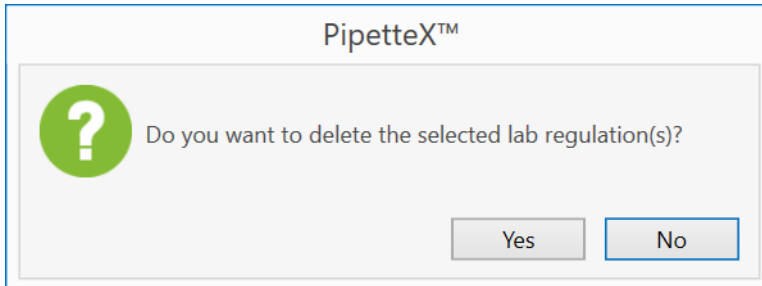 PipetteX™
Do you want to delete the selected lab regulation(s)?
Yes No